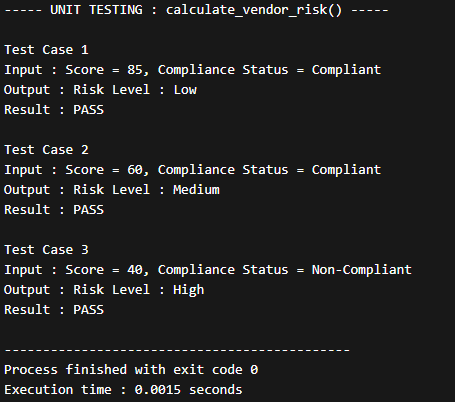 ----- UNIT TESTING : calculate_vendor_risk() -----
Test Case 1
Input : Score = 85, Compliance Status = Compliant
Output : Risk Level : Low
Result : PASS
Test Case 2
Input : Score = 60, Compliance Status = Compliant
Output : Risk Level : Medium
Result : PASS
Test Case 3
Input : Score = 40, Compliance Status = Non-Compliant
Output : Risk Level : High
Result : PASS
---------------------------------------------
Process finished with exit code 0
Execution time : 0.0015 seconds